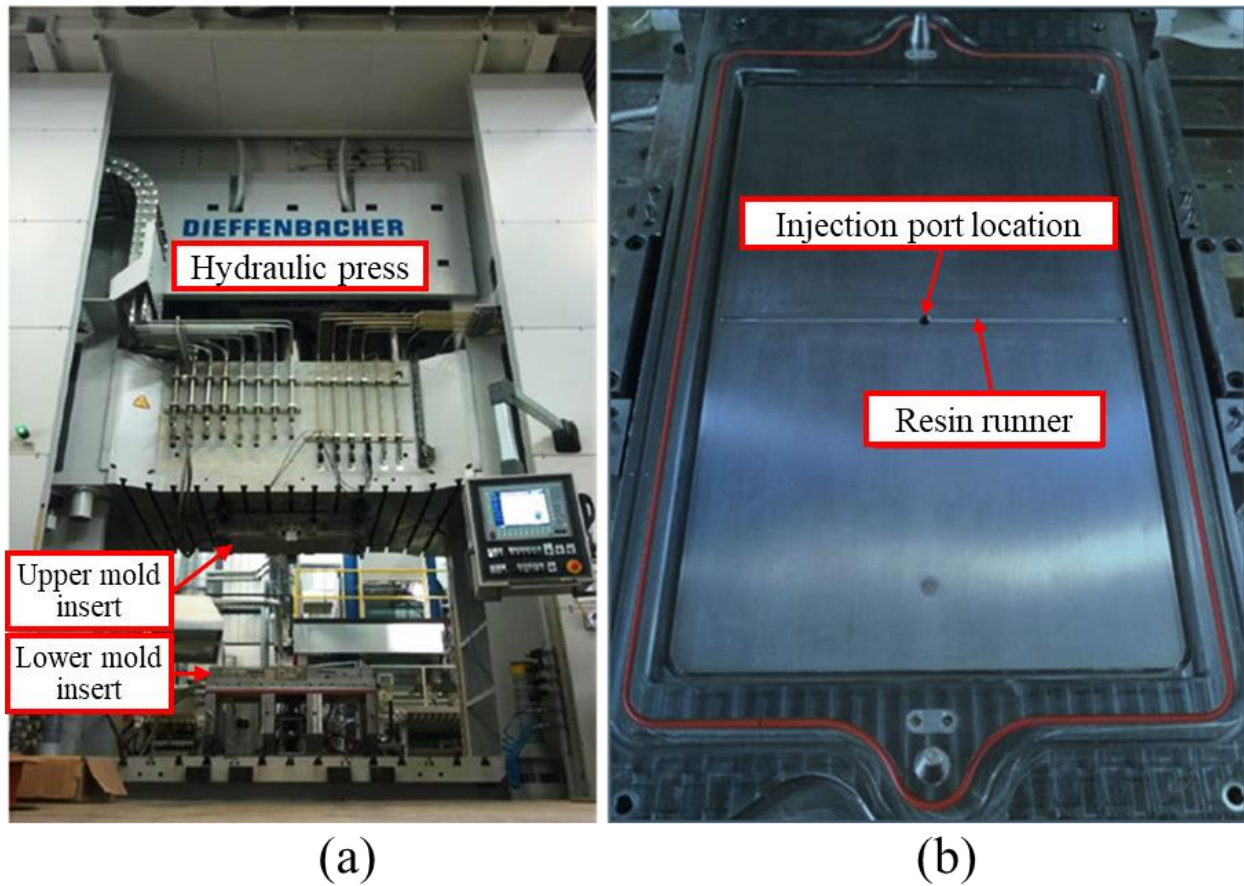 DIEFFENBACHER
Hydraulic press
Upper mold
insert
Lower mold
insert
Injection port location
Resin runner
(a)
(b)